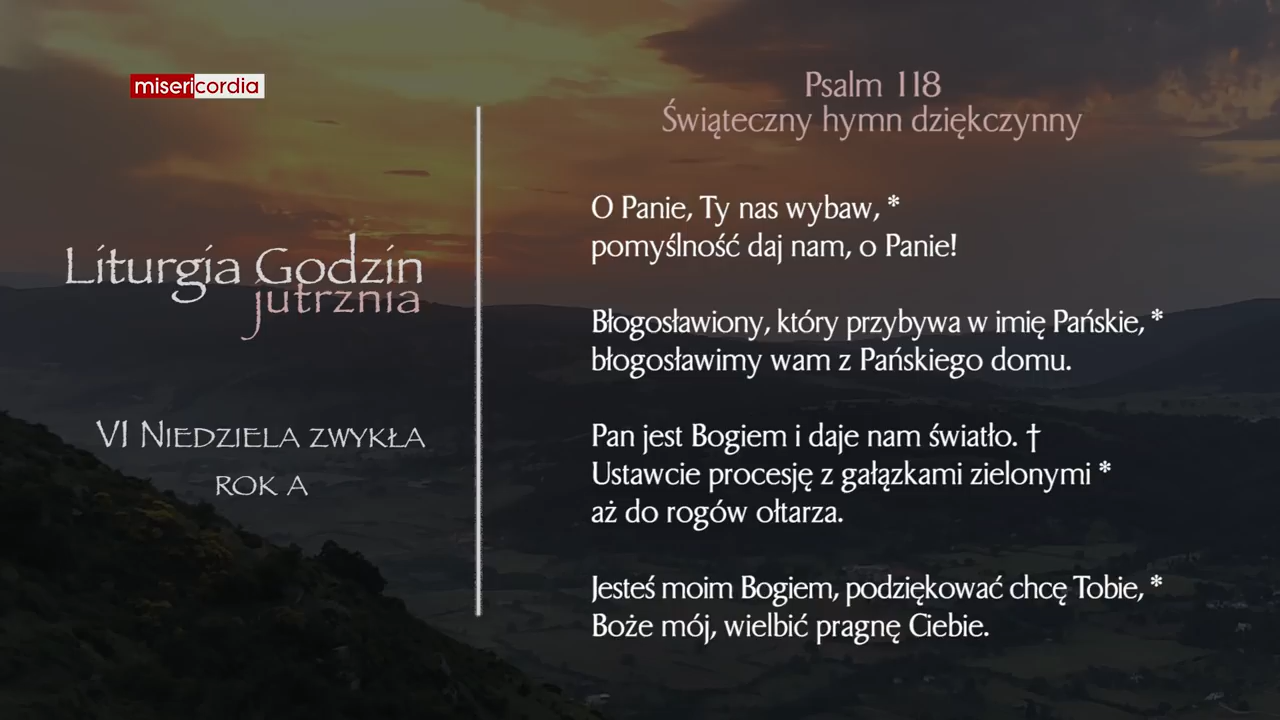 misericordia
Liturgia Godzin
jutrznia
VI NIEDZIELA ZWYKŁA
ROK A
Psalm 118
Świąteczny hymn dziękczynny
O Panie, Ty nas wybaw, *
pomyślność daj nam, o Panie!
Błogosławiony, który przybywa w imię Pańskie, *
błogosławimy wam z Pańskiego domu.
Pan jest Bogiem i daje nam światło. †
Ustawcie procesję z gałązkami zielonymi *
aż do rogów ołtarza.
Jesteś moim Bogiem, podziękować chcę Tobie, *
Boże mój, wielbić pragnę Ciebie.